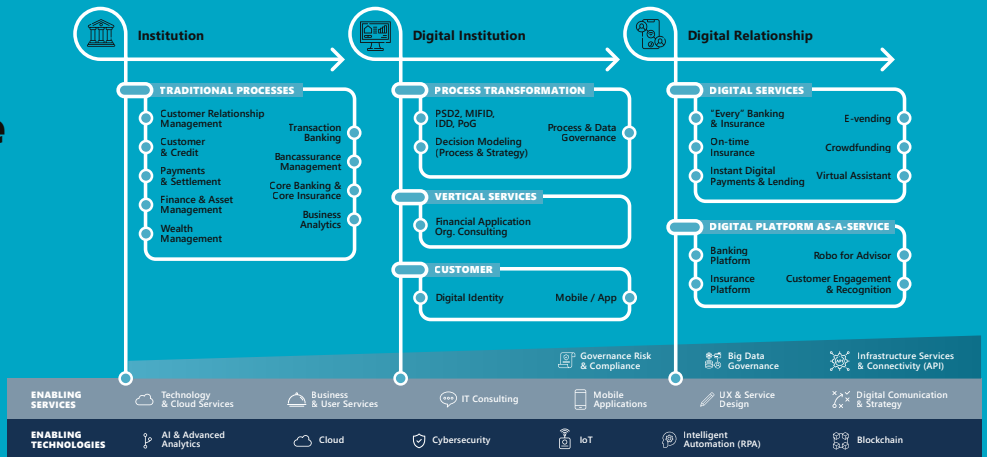 e
Institution
Digital Institution
Digital Relationship
TRADITIONAL PROCESSES
Customer Relationship
Management
Customer
& Credit
Payments
& Settlement
Finance & Asset
Management
Wealth
Management
Transaction
Banking
Bancassurance
Management
Core Banking &
Core Insurance
Business
Analytics
PROCESS TRANSFORMATION
PSD2, MIFID,
IDD, PoG
Decision Modeling
(Process & Strategy)
Process & Data
Governance
VERTICAL SERVICES
Financial Application
Org. Consulting
CUSTOMER
Digital Identity
Mobile / App
DIGITAL SERVICES
"Every" Banking
& Insurance
On-time
Insurance
Instant Digital
Payments & Lending
E-vending
Crowdfunding
Virtual Assistant
DIGITAL PLATFORM AS-A-SERVICE
Banking
Platform
Insurance
Platform
Robo for Advisor
Customer Engagement
& Recognition
Governance Risk
& Compliance
Big Data
Governance
Infrastructure Services
& Connectivity (API)
ENABLING
SERVICES
Technology
& Cloud Services
Business
& User Services
IT Consulting
Mobile
Applications
UX & Service
Design
Digital Comunication
& Strategy
ENABLING
TECHNOLOGIES
AI & Advanced
Analytics
Cloud
Cybersecurity
IoT
Intelligent
Automation (RPA)
Blockchain